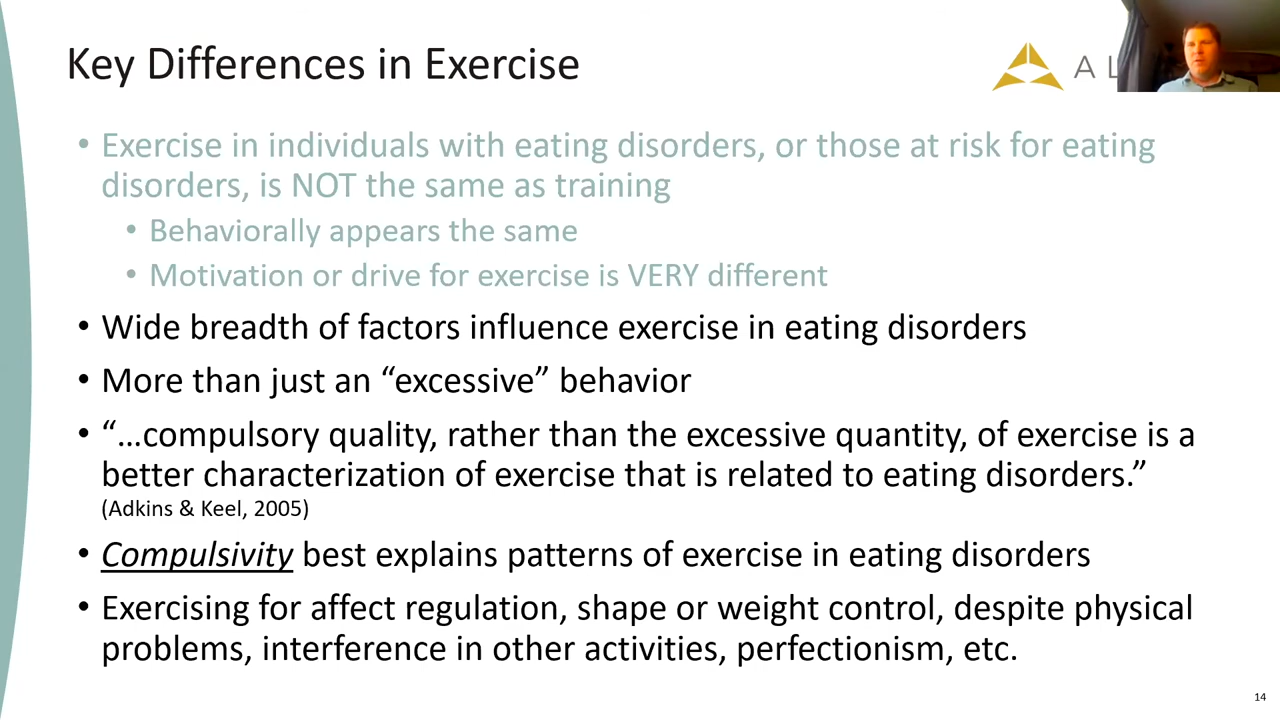 Key Differences in Exercise
AL
• Exercise in individuals with eating disorders, or those at risk for eating
disorders, is NOT the same as training
• Behaviorally appears the same
• Motivation or drive for exercise is VERY different
• Wide breadth of factors influence exercise in eating disorders
• More than just an “excessive” behavior
• “…compulsory quality, rather than the excessive quantity, of exercise is a
better characterization of exercise that is related to eating disorders.”
(Adkins & Keel, 2005)
• Compulsivity best explains patterns of exercise in eating disorders
• Exercising for affect regulation, shape or weight control, despite physical
problems, interference in other activities, perfectionism, etc.
14